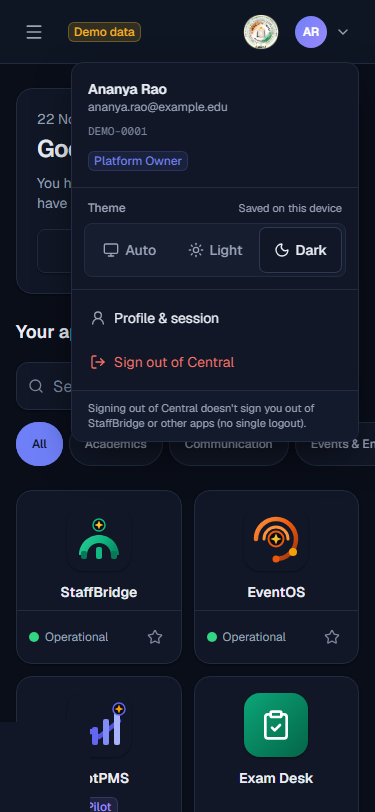 Demo data
AR
Ananya Rao
ananya.rao@example.edu
DEMO-0001
Platform Owner
Theme
Saved on this device
Auto
Light
Dark
Profile & session
Sign out of Central
Signing out of Central doesn't sign you out of
StaffBridge or other apps (no single logout).
22 No
Goo
You h
have
Your ap
Se
All
Academics
Communication
Events & En
StaffBridge
EventOS
Operational
Operational
otPMS
Exam Desk
Pilot